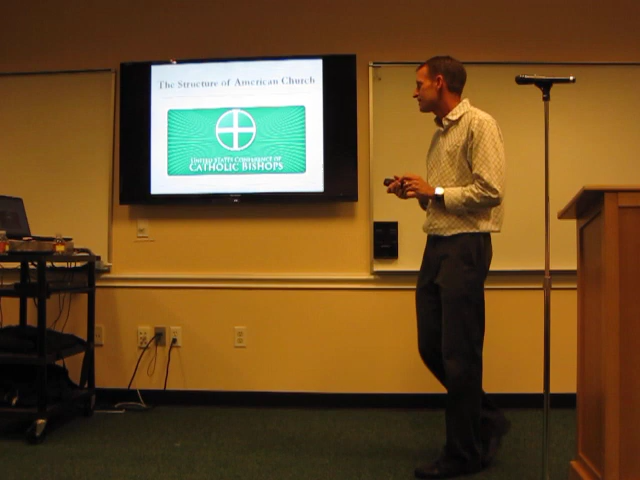 The Structure of American Church
UNITED STATES CONFERENCE OF
CATHOLIC BISHOPS